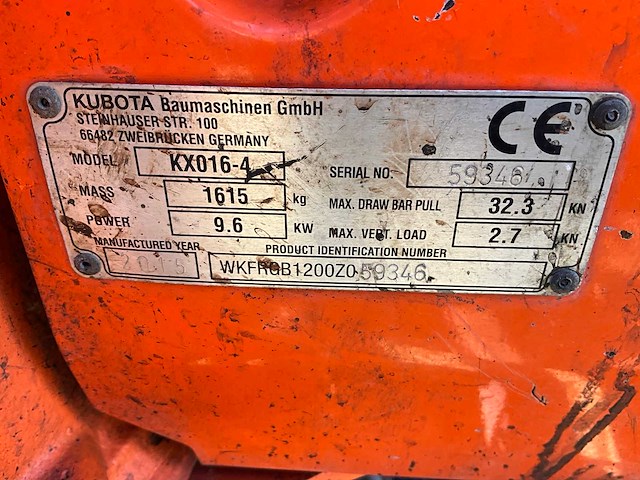 KUBOTA Baumaschinen GmbH
STEINHAUSER STR. 100
66482 ZWEIBRÜCKEN GERMANY
CE
MODEL KX016-4
SERIAL NO. 59346
MASS 1615 kg
MAX. DRAW BAR PULL 32.3 KN
POWER 9.6 KW
MAX. VERT. LOAD 2.7 KN
MANUFACTURED YEAR
PRODUCT IDENTIFICATION NUMBER
WKFRGB1200Z059346